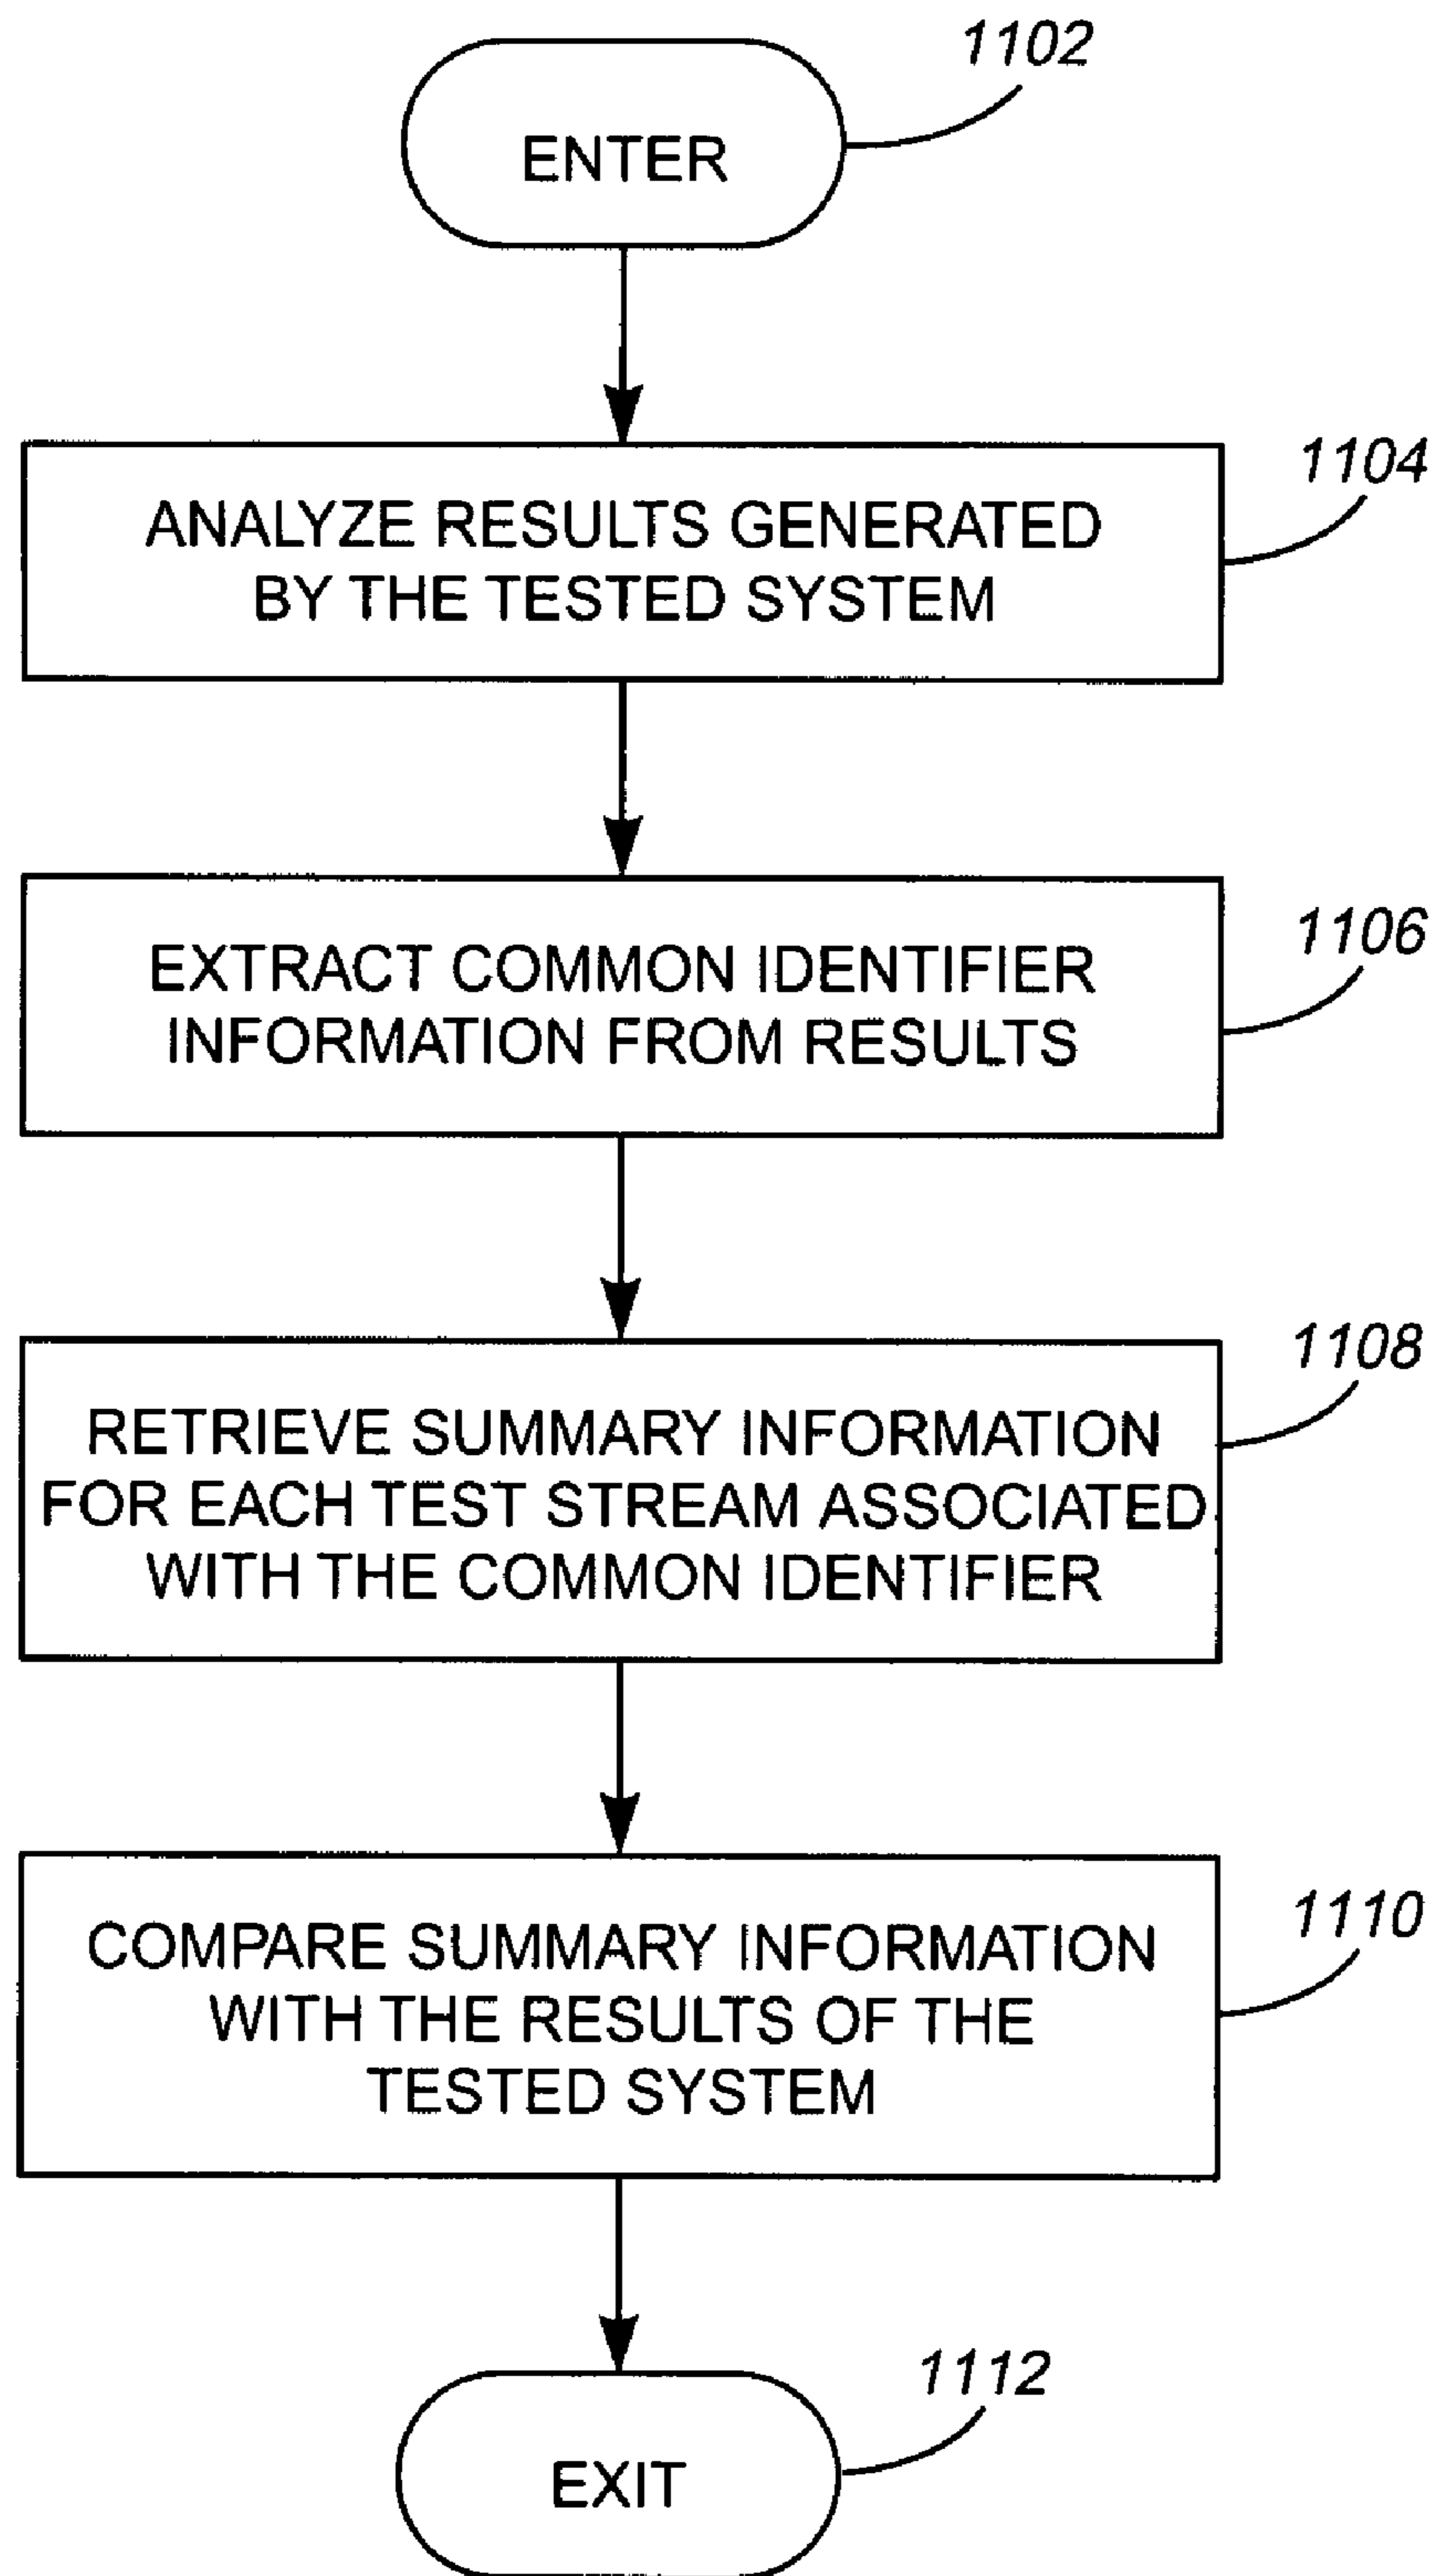 1102
ENTER
1104
ANALYZE RESULTS GENERATED
BY THE TESTED SYSTEM
1106
EXTRACT COMMON IDENTIFIER
INFORMATION FROM RESULTS
1108
RETRIEVE SUMMARY INFORMATION
FOR EACH TEST STREAM ASSOCIATED
WITH THE COMMON IDENTIFIER
1110
COMPARE SUMMARY INFORMATION
WITH THE RESULTS OF THE
TESTED SYSTEM
1112
EXIT